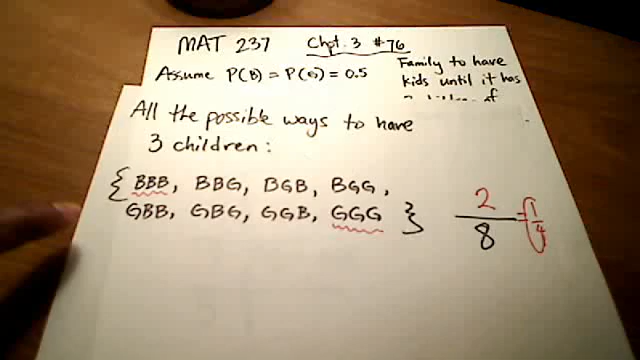 MAT 237 Chpt. 3 #76
Assume P(B) = P(G) = 0.5
Family to have
kids until it has
of
All the possible ways to have
3 children:
{ BBB, BBG, BGB, BGG,
GBB, GBG, GGB, GGG }
2/8 = 1/4